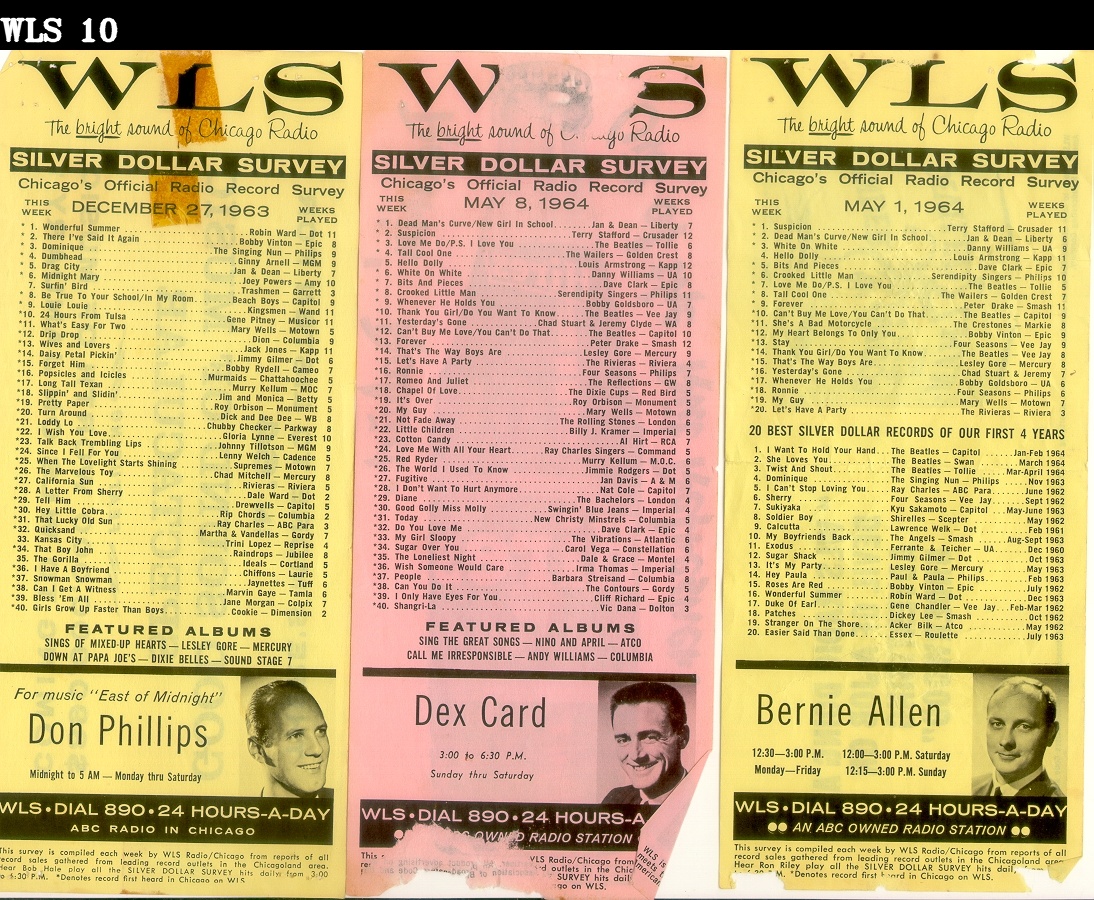 WLS 10
WLS
The bright sound of Chicago Radio
SILVER DOLLAR SURVEY
Chicago's Official Radio Record Survey
THIS WEEK DECEMBER 27, 1963 WEEKS PLAYED
* 1. Wonderful Summer Robin Ward — Dot 11
* 2. There I've Said It Again Bobby Vinton — Epic 8
* 3. Dominique The Singing Nun — Philips 9
* 4. Dumbhead Ginny Arnell — MGM 9
* 5. Drag City Jan & Dean — Liberty 7
* 6. Midnight Mary Joey Powers — Amy 10
* 7. Surfin' Bird Trashmen — Garrett 3
* 8. Be True To Your School/In My Room Beach Boys — Capitol 9
* 9. Louie Louie Kingsmen — Wand 11
*10. 24 Hours From Tulsa Gene Pitney — Musicor 11
*11. What's Easy For Two Mary Wells — Motown 5
*12. Drip Drop Dion — Columbia 9
*13. Wives and Lovers Jack Jones — Kapp 11
*14. Daisy Petal Pickin' Jimmy Gilmer — Dot 6
*15. Forget Him Bobby Rydell — Cameo 7
*16. Popsicles and Icicles Murmaids — Chattahoochee 5
*17. Long Tall Texan Murry Kellum — MOC 7
*18. Slippin' and Slidin' Jim and Monica — Betty 5
*19. Pretty Paper Roy Orbison — Monument 5
*20. Turn Around Dick and Dee Dee — WB 8
*21. Loddy Lo Chubby Checker — Parkway 8
*22. I Wish You Love Gloria Lynne — Everest 10
*23. Talk Back Trembling Lips Johnny Tillotson — MGM 9
*24. Since I Fell For You Lenny Welch — Cadence 5
*25. When The Lovelight Starts Shining Supremes — Motown 7
*26. The Marvelous Toy Chad Mitchell — Mercury 8
*27. California Sun Rivieras — Riviera 5
*28. A Letter From Sherry Dale Ward — Dot 2
*29. Tell Him Drewvells — Capitol 5
*30. Hey Little Cobra Rip Chords — Columbia 2
*31. That Lucky Old Sun Ray Charles — ABC Para 3
*32. Quicksand Martha & Vandellas — Gordy 7
33. Kansas City Trini Lopez — Reprise 4
*34. That Boy John Raindrops — Jubilee 8
35. The Gorilla Ideals — Cortland 5
*36. I Have A Boyfriend Chiffons — Laurie 5
*37. Snowman Snowman Jaynettes — Tuff 6
*38. Can I Get A Witness Marvin Gaye — Tamla 6
*39. Bless 'Em All Jane Morgan — Colpix 7
*40. Girls Grow Up Faster Than Boys Cookie — Dimension 2
FEATURED ALBUMS
SINGS OF MIXED-UP HEARTS — LESLEY GORE — MERCURY
DOWN AT PAPA JOE'S — DIXIE BELLES — SOUND STAGE 7
For music "East of Midnight"
Don Phillips
Midnight to 5 AM — Monday thru Saturday
WLS • DIAL 890 • 24 HOURS-A-DAY
ABC RADIO IN CHICAGO
This survey is compiled each week by WLS Radio/Chicago from reports of all
record sales gathered from leading record outlets in the Chicagoland area.
Hear Bob Hale play all the SILVER DOLLAR SURVEY hits daily from 3:00
to 6:30 P.M. *Denotes record first heard in Chicago on WLS
W S
The bright sound of C ago Radio
SILVER DOLLAR SURVEY
Chicago's Official Radio Record Survey
THIS WEEK MAY 8, 1964 WEEKS PLAYED
* 1. Dead Man's Curve/New Girl In School Jan & Dean — Liberty 7
* 2. Suspicion Terry Stafford — Crusader 12
* 3. Love Me Do/P.S. I Love You The Beatles — Tollie 6
* 4. Tall Cool One The Wailers — Golden Crest 8
* 5. Hello Dolly Louis Armstrong — Kapp 12
* 6. White On White Danny Williams — UA 10
* 7. Bits And Pieces Dave Clark — Epic 8
* 8. Crooked Little Man Serendipity Singers — Philips 11
* 9. Whenever He Holds You Bobby Goldsboro — UA 9
*10. Thank You Girl/Do You Want To Know The Beatles — Vee Jay 9
*11. Yesterday's Gone Chad Stuart & Jeremy Clyde — WA 8
*12. Can't Buy Me Love/You Can't Do That The Beatles — Capitol 10
*13. Forever Peter Drake — Smash 12
*14. That's The Way Boys Are Lesley Gore — Mercury 9
*15. Let's Have A Party The Rivieras — Riviera 4
*16. Ronnie Four Seasons — Philips 7
*17. Romeo And Juliet The Reflections — GW 8
*18. Chapel Of Love The Dixie Cups — Red Bird 5
*19. It's Over Roy Orbison — Monument 5
*20. My Guy Mary Wells — Motown 8
*21. Not Fade Away The Rolling Stones — London 6
*22. Little Children Billy J. Kramer — Imperial 5
*23. Cotton Candy Al Hirt — RCA 7
*24. Love Me With All Your Heart Ray Charles Singers — Command 5
*25. Red Ryder Murry Kellum — M.O.C. 6
*26. The World I Used To Know Jimmie Rodgers — Dot 5
*27. Fugitive Jan Davis — A & M 6
*28. I Don't Want To Hurt Anymore Nat Cole — Capitol 7
*29. Diane The Bachelors — London 4
*30. Good Golly Miss Molly Swingin' Blue Jeans — Imperial 4
*31. Today New Christy Minstrels — Columbia 5
*32. Do You Love Me Dave Clark — Epic 4
*33. My Girl Sloopy The Vibrations — Atlantic 6
*34. Sugar Over You Carol Vega — Constellation 6
*35. The Loneliest Night Dale & Grace — Montel 4
*36. Wish Someone Would Care Irma Thomas — Imperial 5
*37. People Barbara Streisand — Columbia 8
*38. Can You Do It The Contours — Gordy 5
*39. I Only Have Eyes For You Cliff Richard — Epic 4
*40. Shangri-La Vic Dana — Dolton 3
FEATURED ALBUMS
SING THE GREAT SONGS — NINO AND APRIL — ATCO
CALL ME IRRESPONSIBLE — ANDY WILLIAMS — COLUMBIA
Dex Card
3:00 to 6:30 P.M.
Sunday thru Saturday
WLS • DIAL 890 • 24 HOURS-A
OWNED RADIO STATION
This WLS Radio/Chicago from
outlets in the Chic
SURVEY hits dail
go on WLS.
WLS is
meets t
merica
WLS
The bright sound of Chicago Radio
SILVER DOLLAR SURVEY
Chicago's Official Radio Record Survey
THIS WEEK MAY 1, 1964 WEEKS PLAYED
* 1. Suspicion Terry Stafford — Crusader 11
* 2. Dead Man's Curve/New Girl In School Jan & Dean — Liberty 6
* 3. White On White Danny Williams — UA 9
* 4. Hello Dolly Louis Armstrong — Kapp 11
* 5. Bits And Pieces Dave Clark — Epic 7
* 6. Crooked Little Man Serendipity Singers — Philips 10
* 7. Love Me Do/P.S. I Love You The Beatles — Tollie 5
* 8. Tall Cool One The Wailers — Golden Crest 7
* 9. Forever Peter Drake — Smash 11
*10. Can't Buy Me Love/You Can't Do That The Beatles — Capitol 9
*11. She's A Bad Motorcycle The Crestones — Markie 8
*12. My Heart Belongs To Only You Bobby Vinton — Epic 9
*13. Stay Four Seasons — Vee Jay 9
*14. Thank You Girl/Do You Want To Know The Beatles — Vee Jay 8
*15. That's The Way Boys Are Lesley Gore — Mercury 8
*16. Yesterday's Gone Chad Stuart & Jeremy 7
*17. Whenever He Holds You Bobby Goldsboro — UA 8
*18. Ronnie Four Seasons — Philips 6
*19. My Guy Mary Wells — Motown 7
*20. Let's Have A Party The Rivieras — Riviera 3
20 BEST SILVER DOLLAR RECORDS OF OUR FIRST 4 YEARS
1. I Want To Hold Your Hand The Beatles — Capitol Jan-Feb 1964
2. She Loves You The Beatles — Swan March 1964
3. Twist And Shout The Beatles — Tollie Mar-April 1964
4. Dominique The Singing Nun — Philips Nov 1963
5. I Can't Stop Loving You Ray Charles — ABC Para June 1962
6. Sherry Four Seasons — Vee Jay Sept 1962
7. Sukiyaka Kyu Sakamoto — Capitol May-June 1963
8. Soldier Boy Shirelles — Scepter May 1962
9. Calcutta Lawrence Welk — Dot Feb 1961
10. My Boyfriends Back The Angels — Smash Aug-Sept 1963
11. Exodus Ferrante & Teicher — UA Dec 1960
12. Sugar Shack Jimmy Gilmer — Dot Oct 1963
13. It's My Party Lesley Gore — Mercury May 1963
14. Hey Paula Paul & Paula — Philips Feb 1963
15. Roses Are Red Bobby Vinton — Epic July 1962
16. Wonderful Summer Robin Ward — Dot Dec 1963
17. Duke Of Earl Gene Chandler — Vee Jay Feb-Mar 1962
18. Patches Dickey Lee — Smash Oct 1962
19. Stranger On The Shore Acker Bilk — Atco May 1962
20. Easier Said Than Done Essex — Roulette July 1963
Bernie Allen
12:30—3:00 P.M. 12:00—3:00 P.M. Saturday
Monday—Friday 12:15—3:00 P.M. Sunday
WLS • DIAL 890 • 24 HOURS-A-DAY
AN ABC OWNED RADIO STATION
This survey is compiled each week by WLS Radio/Chicago from reports of all
record sales gathered from leading record outlets in the Chicagoland area
Hear Ron Riley play all the SILVER DOLLAR SURVEY hits daily,
M. *Denotes record first heard in Chicago on WLS.